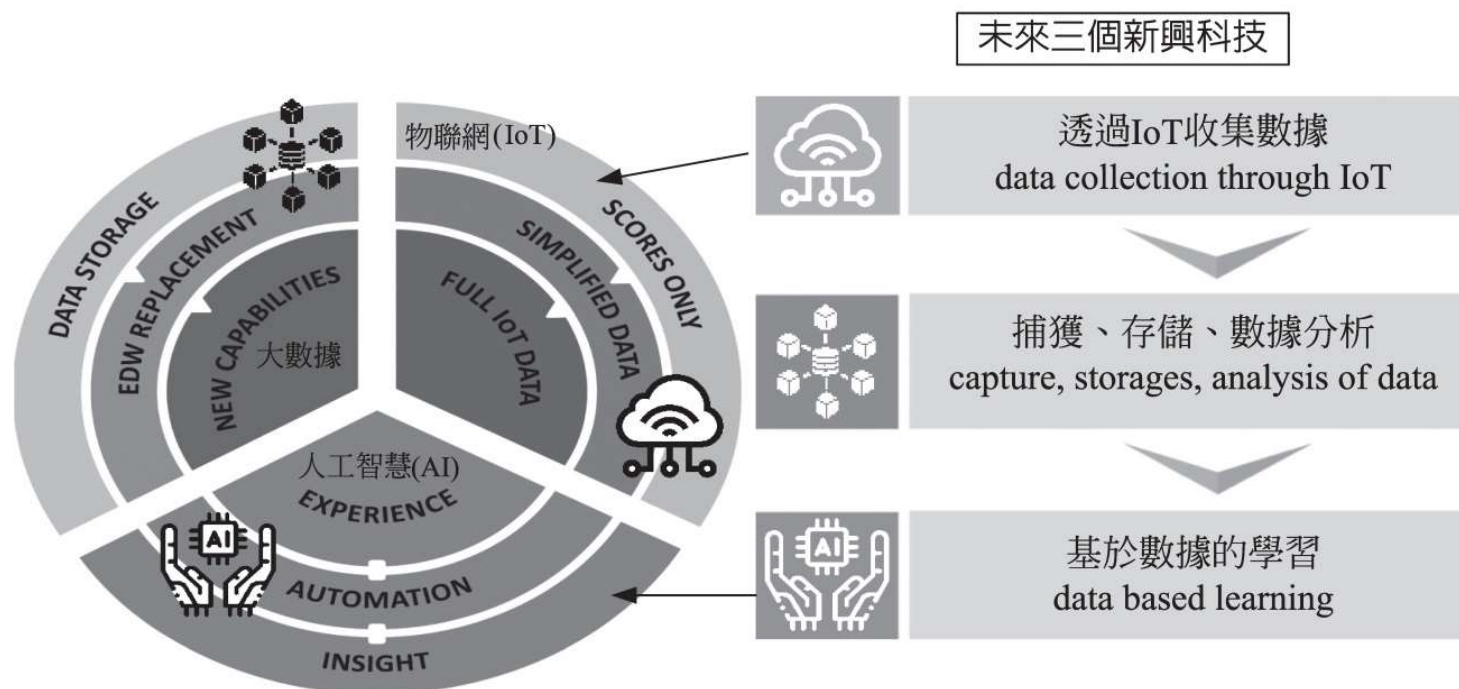 未來三個新興科技
物聯網(IoT)
SCORES ONLY
SIMPLIFIED DATA
FULL IoT DATA
DATA STORAGE
EDW REPLACEMENT
NEW CAPABILITIES
大數據
人工智慧(AI)
EXPERIENCE
AUTOMATION
INSIGHT
AI
透過IoT收集數據
data collection through IoT
捕獲、存儲、數據分析
capture, storages, analysis of data
AI
基於數據的學習
data based learning